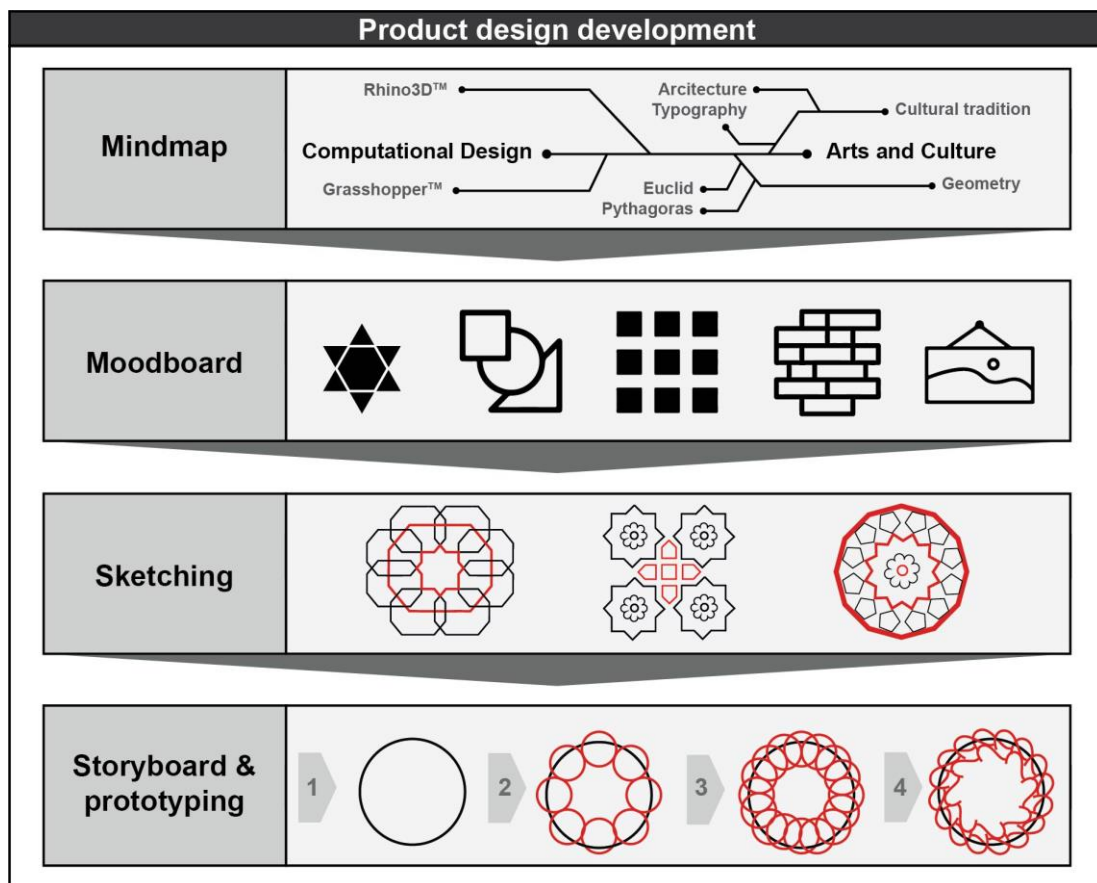 Product design development
Mindmap
Rhino3D™
Arcitecture
Typography
Cultural tradition
Computational Design
Arts and Culture
Grasshopper™
Euclid
Geometry
Pythagoras
Moodboard
Sketching
Storyboard &
prototyping
1
2
3
4